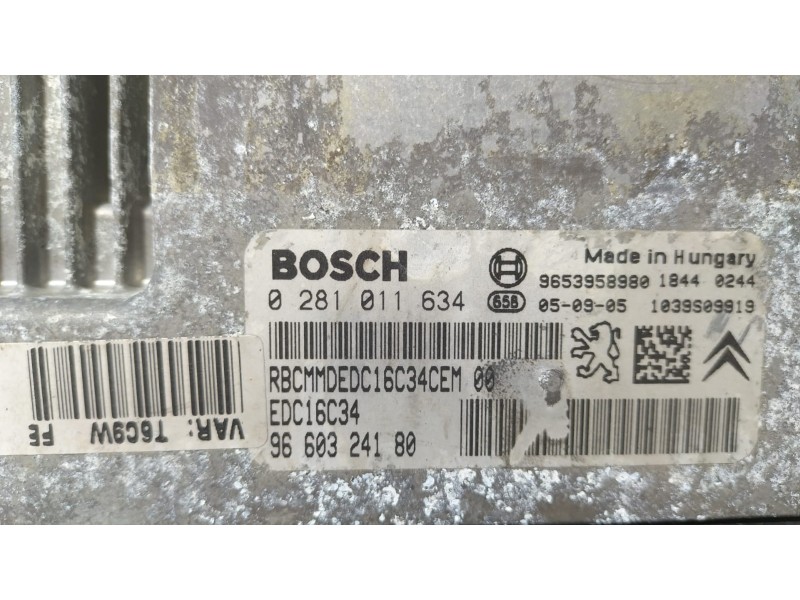 BOSCH
Made in Hungary
9653958980 1844 0244
0 281 011 634
658
05-09-05 1039S09919
RBCMMDEDC16C34CEM 00
EDC16C34
96 603 241 80
VAR: T6C9W
FE